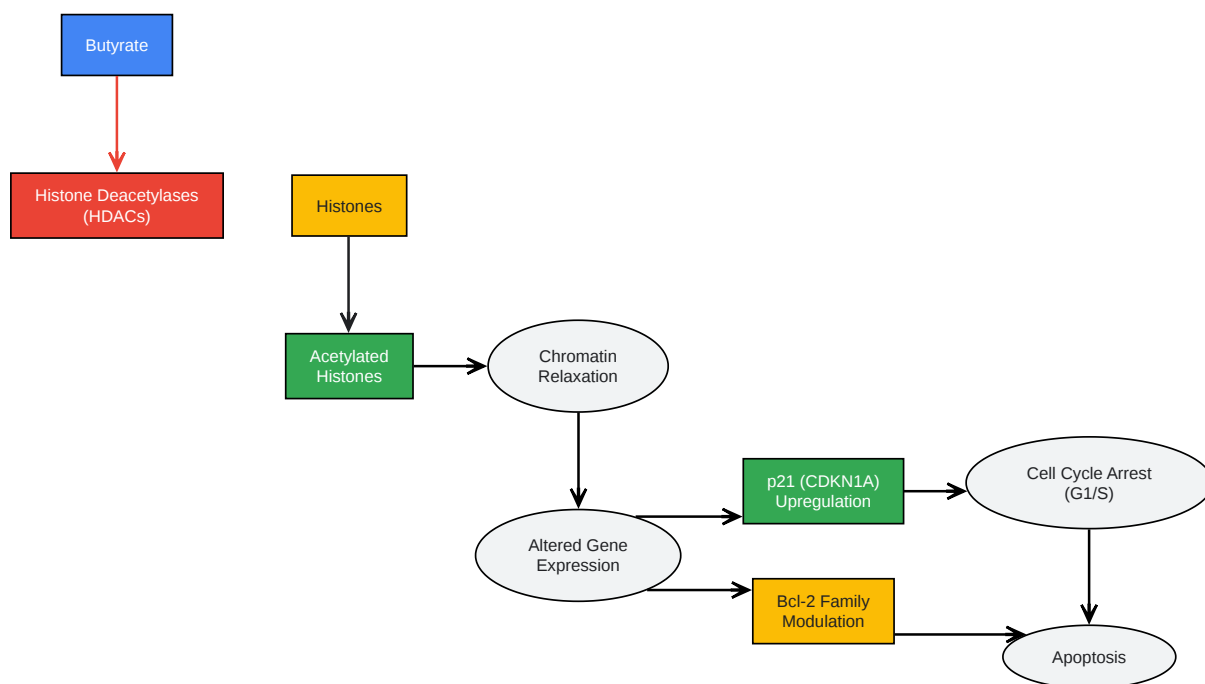 Butyrate
Histone Deacetylases
(HDACs)
Histones
Acetylated
Histones
Chromatin
Relaxation
Altered Gene
Expression
p21 (CDKN1A)
Upregulation
Cell Cycle Arrest
(G1/S)
Bcl-2 Family
Modulation
Apoptosis